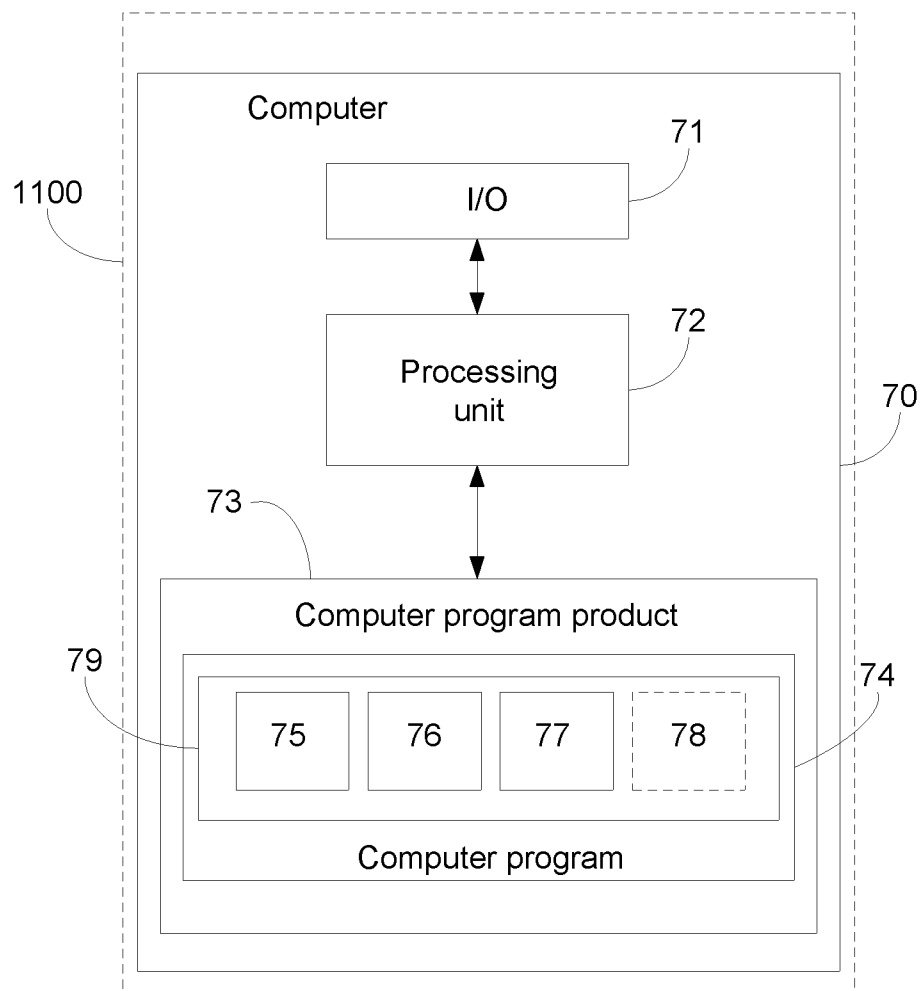 Computer
71
I/O
1100
72
Processing
unit
70
73
Computer program product
79
74
75 76 77 78
Computer program